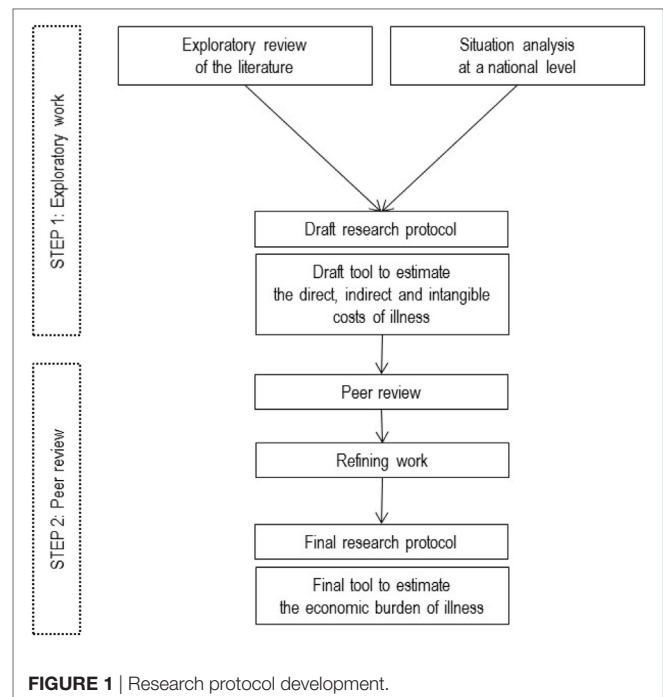 STEP 1: Exploratory work
Exploratory review
of the literature
Situation analysis
at a national level
Draft research protocol
Draft tool to estimate
the direct, indirect and intangible
costs of illness
STEP 2: Peer review
Peer review
Refining work
Final research protocol
Final tool to estimate
the economic burden of illness
FIGURE 1 | Research protocol development.